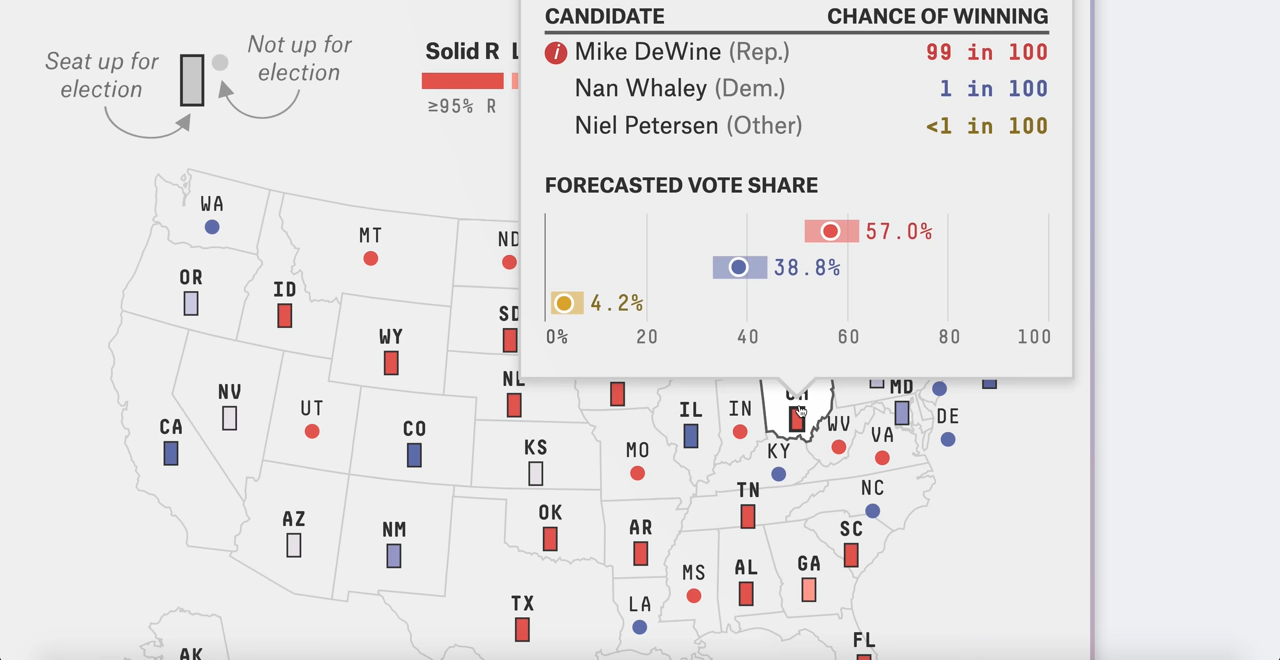 CANDIDATE CHANCE OF WINNING
i Mike DeWine (Rep.) 99 in 100
Nan Whaley (Dem.) 1 in 100
Niel Petersen (Other) <1 in 100
FORECASTED VOTE SHARE
57.0%
38.8%
4.2%
0% 20 40 60 80 100
Seat up for
election
Not up for
election
Solid R L
≥95% R
WA
MT
ND
OR
ID
SD
WY
NV
UT
CA
CO
KS
MO
IL
IN
OH
MD
DE
WV
VA
KY
NC
TN
SC
AZ
NM
OK
AR
MS
AL
GA
TX
LA
FL
AK